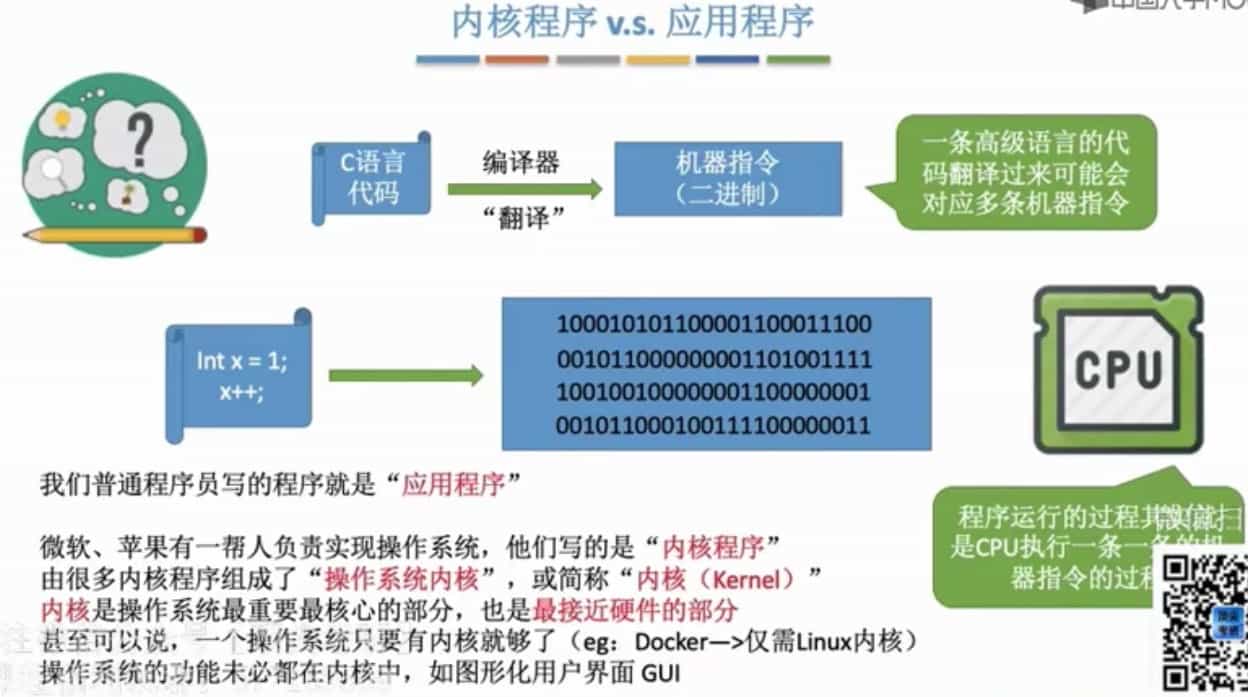 内核程序 v.s. 应用程序
C语言
代码
编译器
“翻译”
机器指令
（二进制）
一条高级语言的代
码翻译过来可能会
对应多条机器指令
Int x = 1;
x++;
100010101100001100011100
001011000000001101001111
100100100000001100000001
001011000100111100000011
CPU
我们普通程序员写的程序就是“应用程序”
微软、苹果有一帮人负责实现操作系统，他们写的是“内核程序”
由很多内核程序组成了“操作系统内核”，或简称“内核（Kernel）”
内核是操作系统最重要最核心的部分，也是最接近硬件的部分
甚至可以说，一个操作系统只要有内核就够了（eg：Docker—>仅需Linux内核）
操作系统的功能未必都在内核中，如图形化用户界面 GUI
程序运行的过程其实就
是CPU执行一条一条的机
器指令的过程